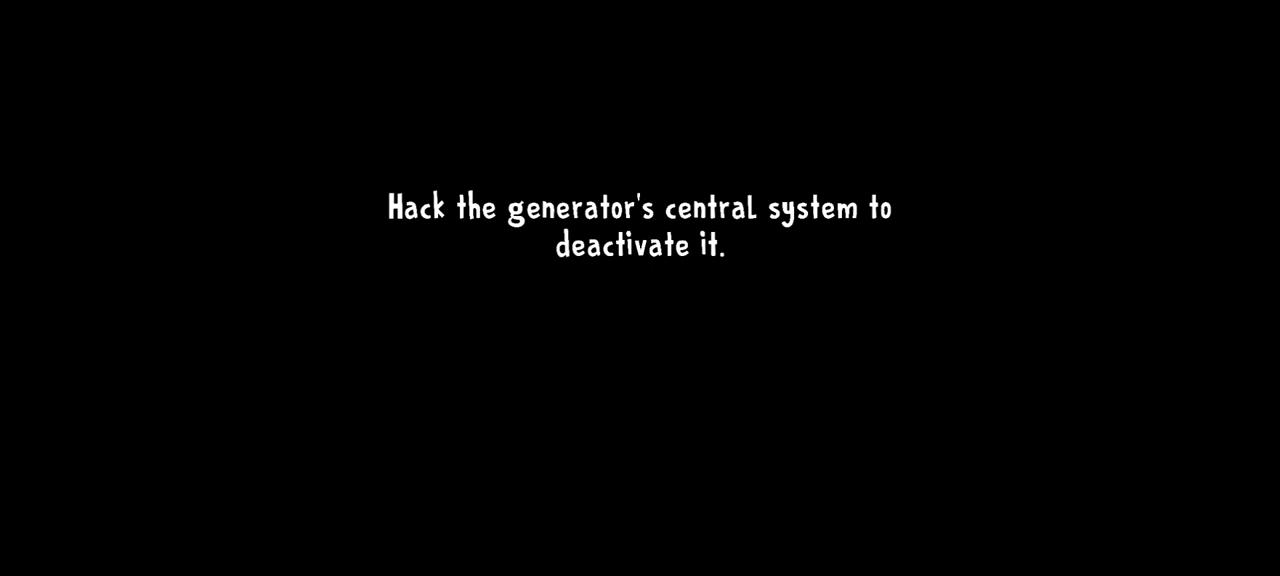 Hack the generator's central system to
deactivate it.